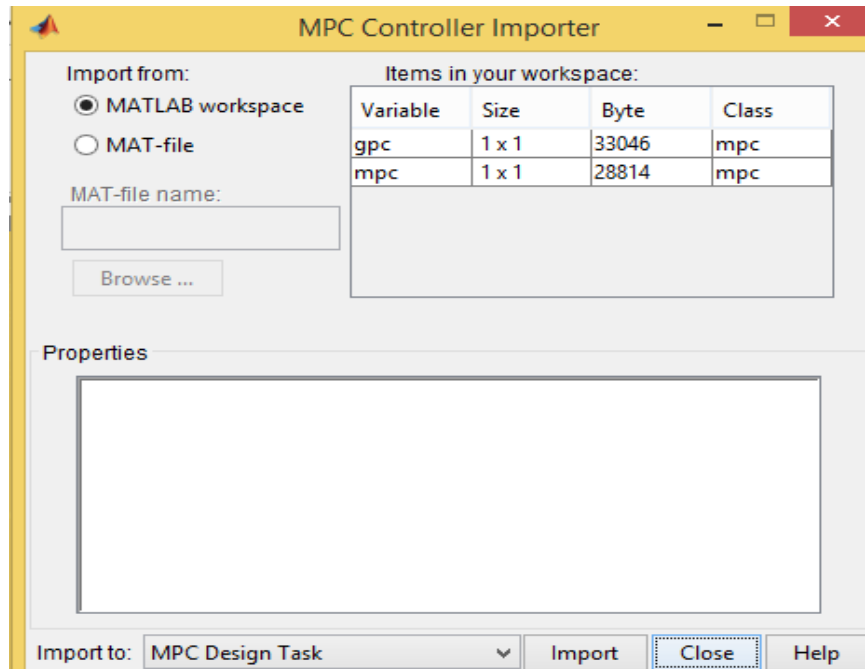 MPC Controller Importer
Import from:
MATLAB workspace
MAT-file
MAT-file name:
Browse ...
Items in your workspace:
Variable Size Byte Class
gpc 1 x 1 33046 mpc
mpc 1 x 1 28814 mpc
Properties
Import to: MPC Design Task Import Close Help